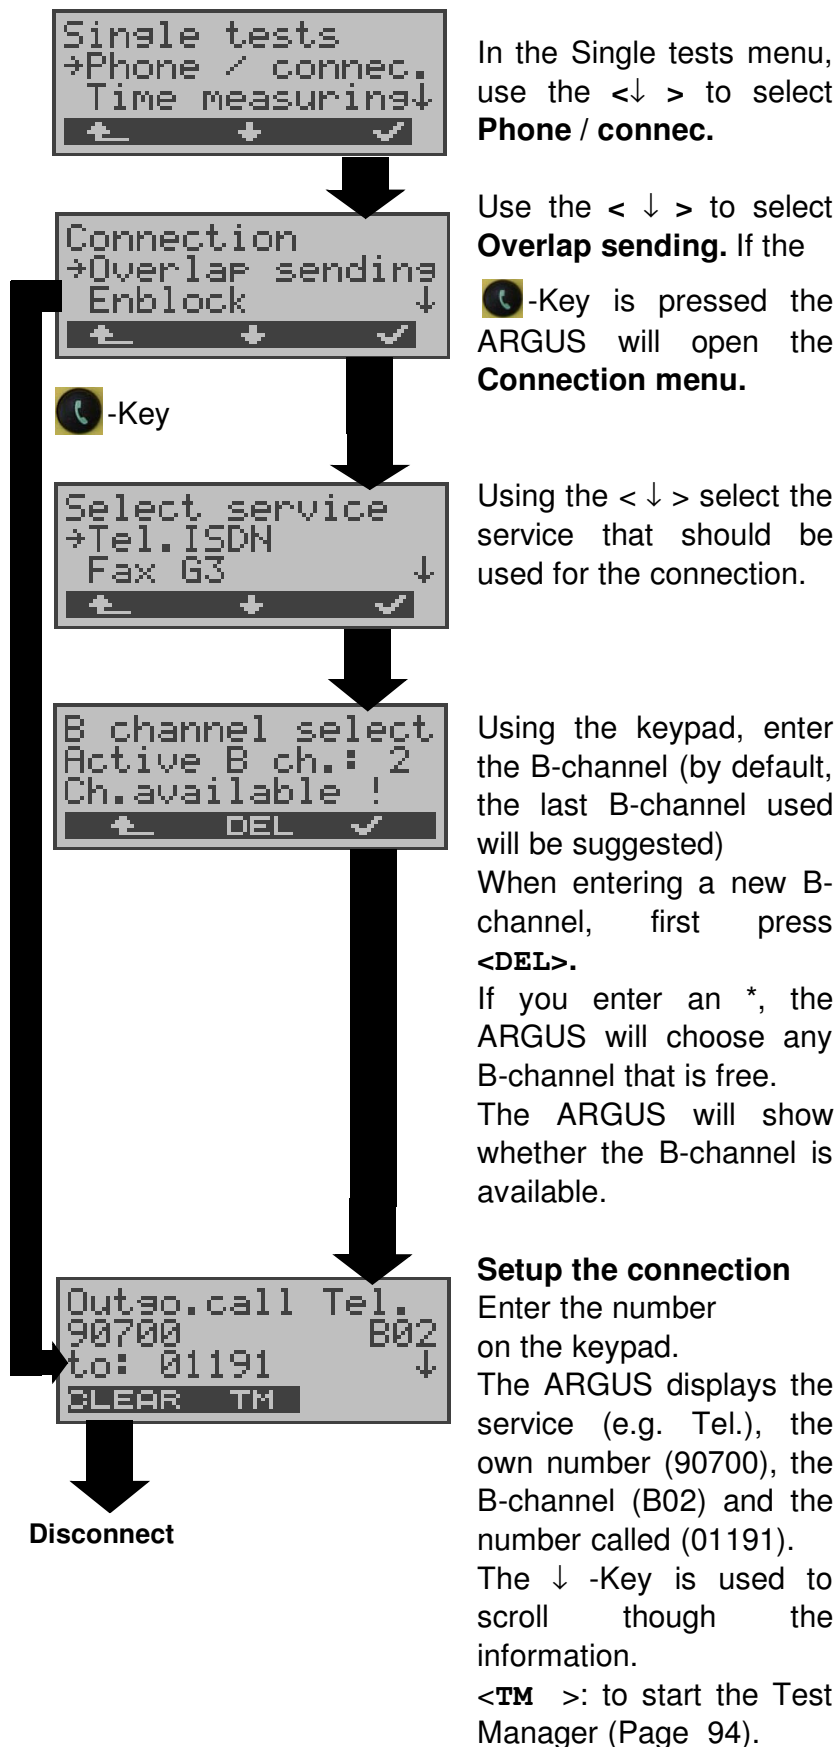 Single tests
→Phone / connec.
Time measuring↓
In the Single tests menu,
use the <↓ > to select
Phone / connec.
Connection
→Overlap sending
Enblock ↓
Use the < ↓ > to select
Overlap sending. If the
-Key is pressed the
ARGUS will open the
Connection menu.
-Key
Select service
→Tel.ISDN
Fax G3 ↓
Using the < ↓ > select the
service that should be
used for the connection.
B channel select
Active B ch.: 2
Ch.available !
DEL
Using the keypad, enter
the B-channel (by default,
the last B-channel used
will be suggested)
When entering a new B-
channel, first press
<DEL>.
If you enter an *, the
ARGUS will choose any
B-channel that is free.
The ARGUS will show
whether the B-channel is
available.
Outgo.call Tel.
90700 B02
to: 01191 ↓
CLEAR TM
Disconnect
Setup the connection
Enter the number
on the keypad.
The ARGUS displays the
service (e.g. Tel.), the
own number (90700), the
B-channel (B02) and the
number called (01191).
The ↓ -Key is used to
scroll though the
information.
<TM >: to start the Test
Manager (Page 94).